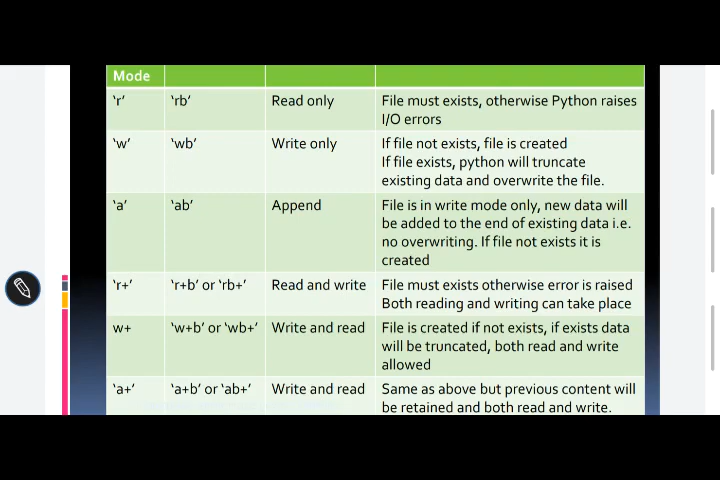 Mode
‘r’ ‘rb’ Read only File must exists, otherwise Python raises
I/O errors
‘w’ ‘wb’ Write only If file not exists, file is created
If file exists, python will truncate
existing data and overwrite the file.
‘a’ ‘ab’ Append File is in write mode only, new data will
be added to the end of existing data i.e.
no overwriting. If file not exists it is
created
‘r+’ ‘r+b’ or ‘rb+’ Read and write File must exists otherwise error is raised
Both reading and writing can take place
w+ ‘w+b’ or ‘wb+’ Write and read File is created if not exists, if exists data
will be truncated, both read and write
allowed
‘a+’ ‘a+b’ or ‘ab+’ Write and read Same as above but previous content will
be retained and both read and write.